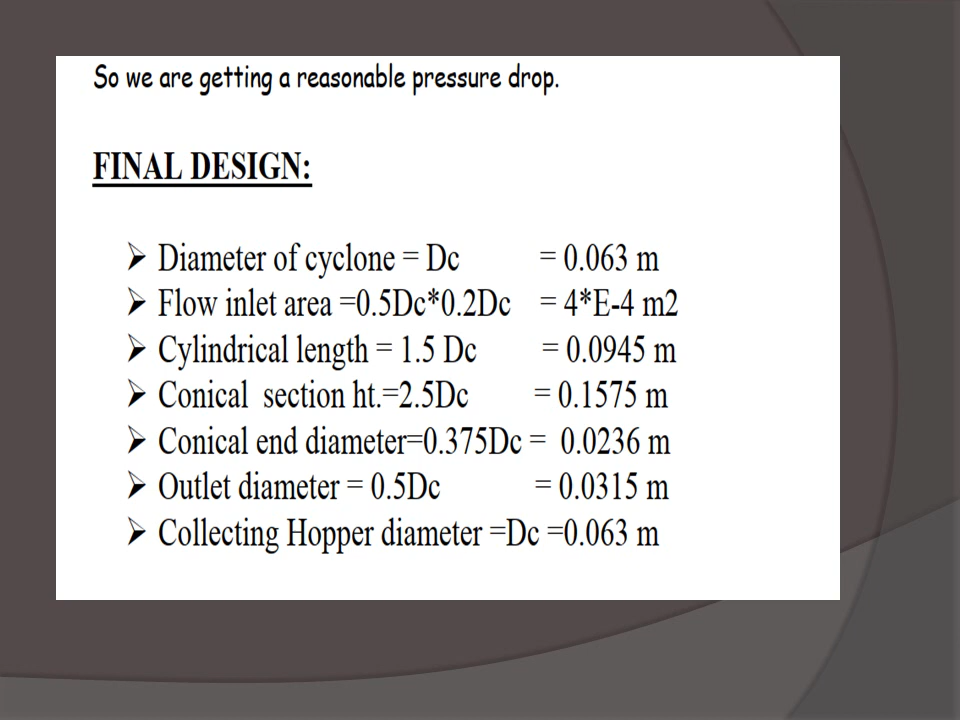 So we are getting a reasonable pressure drop.
FINAL DESIGN:
➢ Diameter of cyclone = Dc = 0.063 m
➢ Flow inlet area =0.5Dc*0.2Dc = 4*E-4 m2
➢ Cylindrical length = 1.5 Dc = 0.0945 m
➢ Conical section ht.=2.5Dc = 0.1575 m
➢ Conical end diameter=0.375Dc = 0.0236 m
➢ Outlet diameter = 0.5Dc = 0.0315 m
➢ Collecting Hopper diameter =Dc =0.063 m